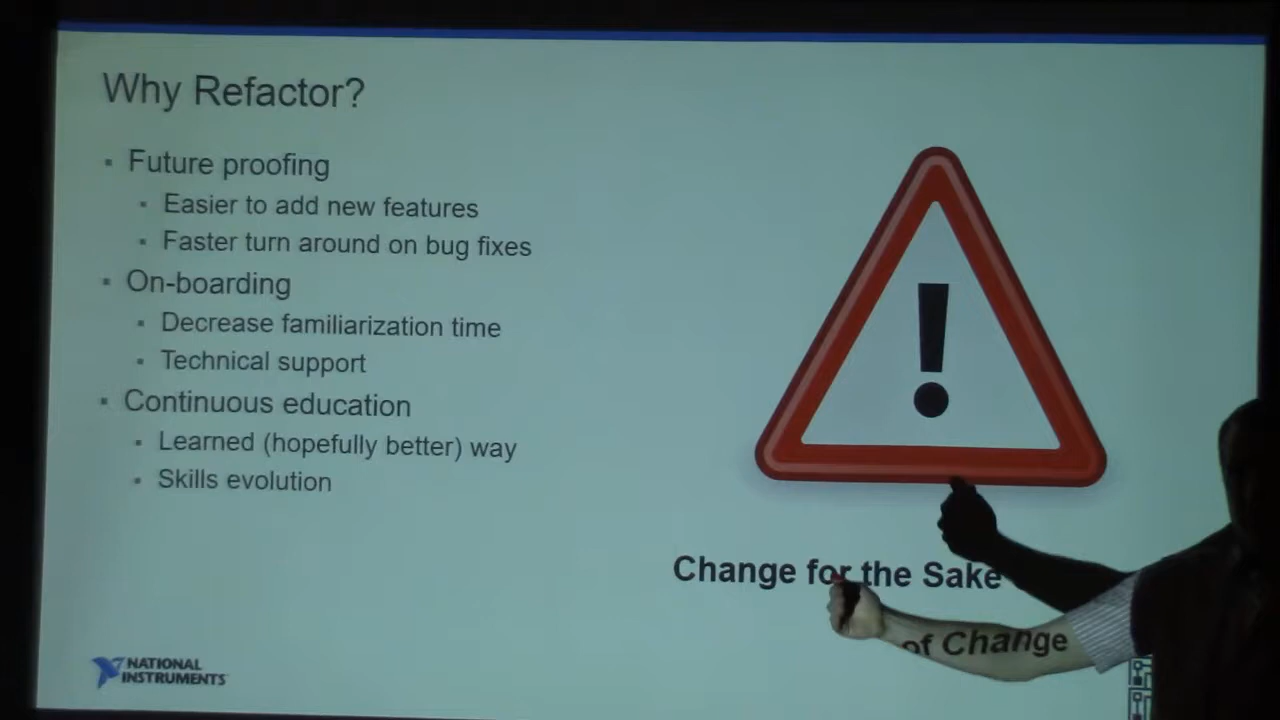 Why Refactor?
▪ Future proofing
▪ Easier to add new features
▪ Faster turn around on bug fixes
▪ On-boarding
▪ Decrease familiarization time
▪ Technical support
▪ Continuous education
▪ Learned (hopefully better) way
▪ Skills evolution
!
Change for the Sake
of Change
NATIONAL
INSTRUMENTS